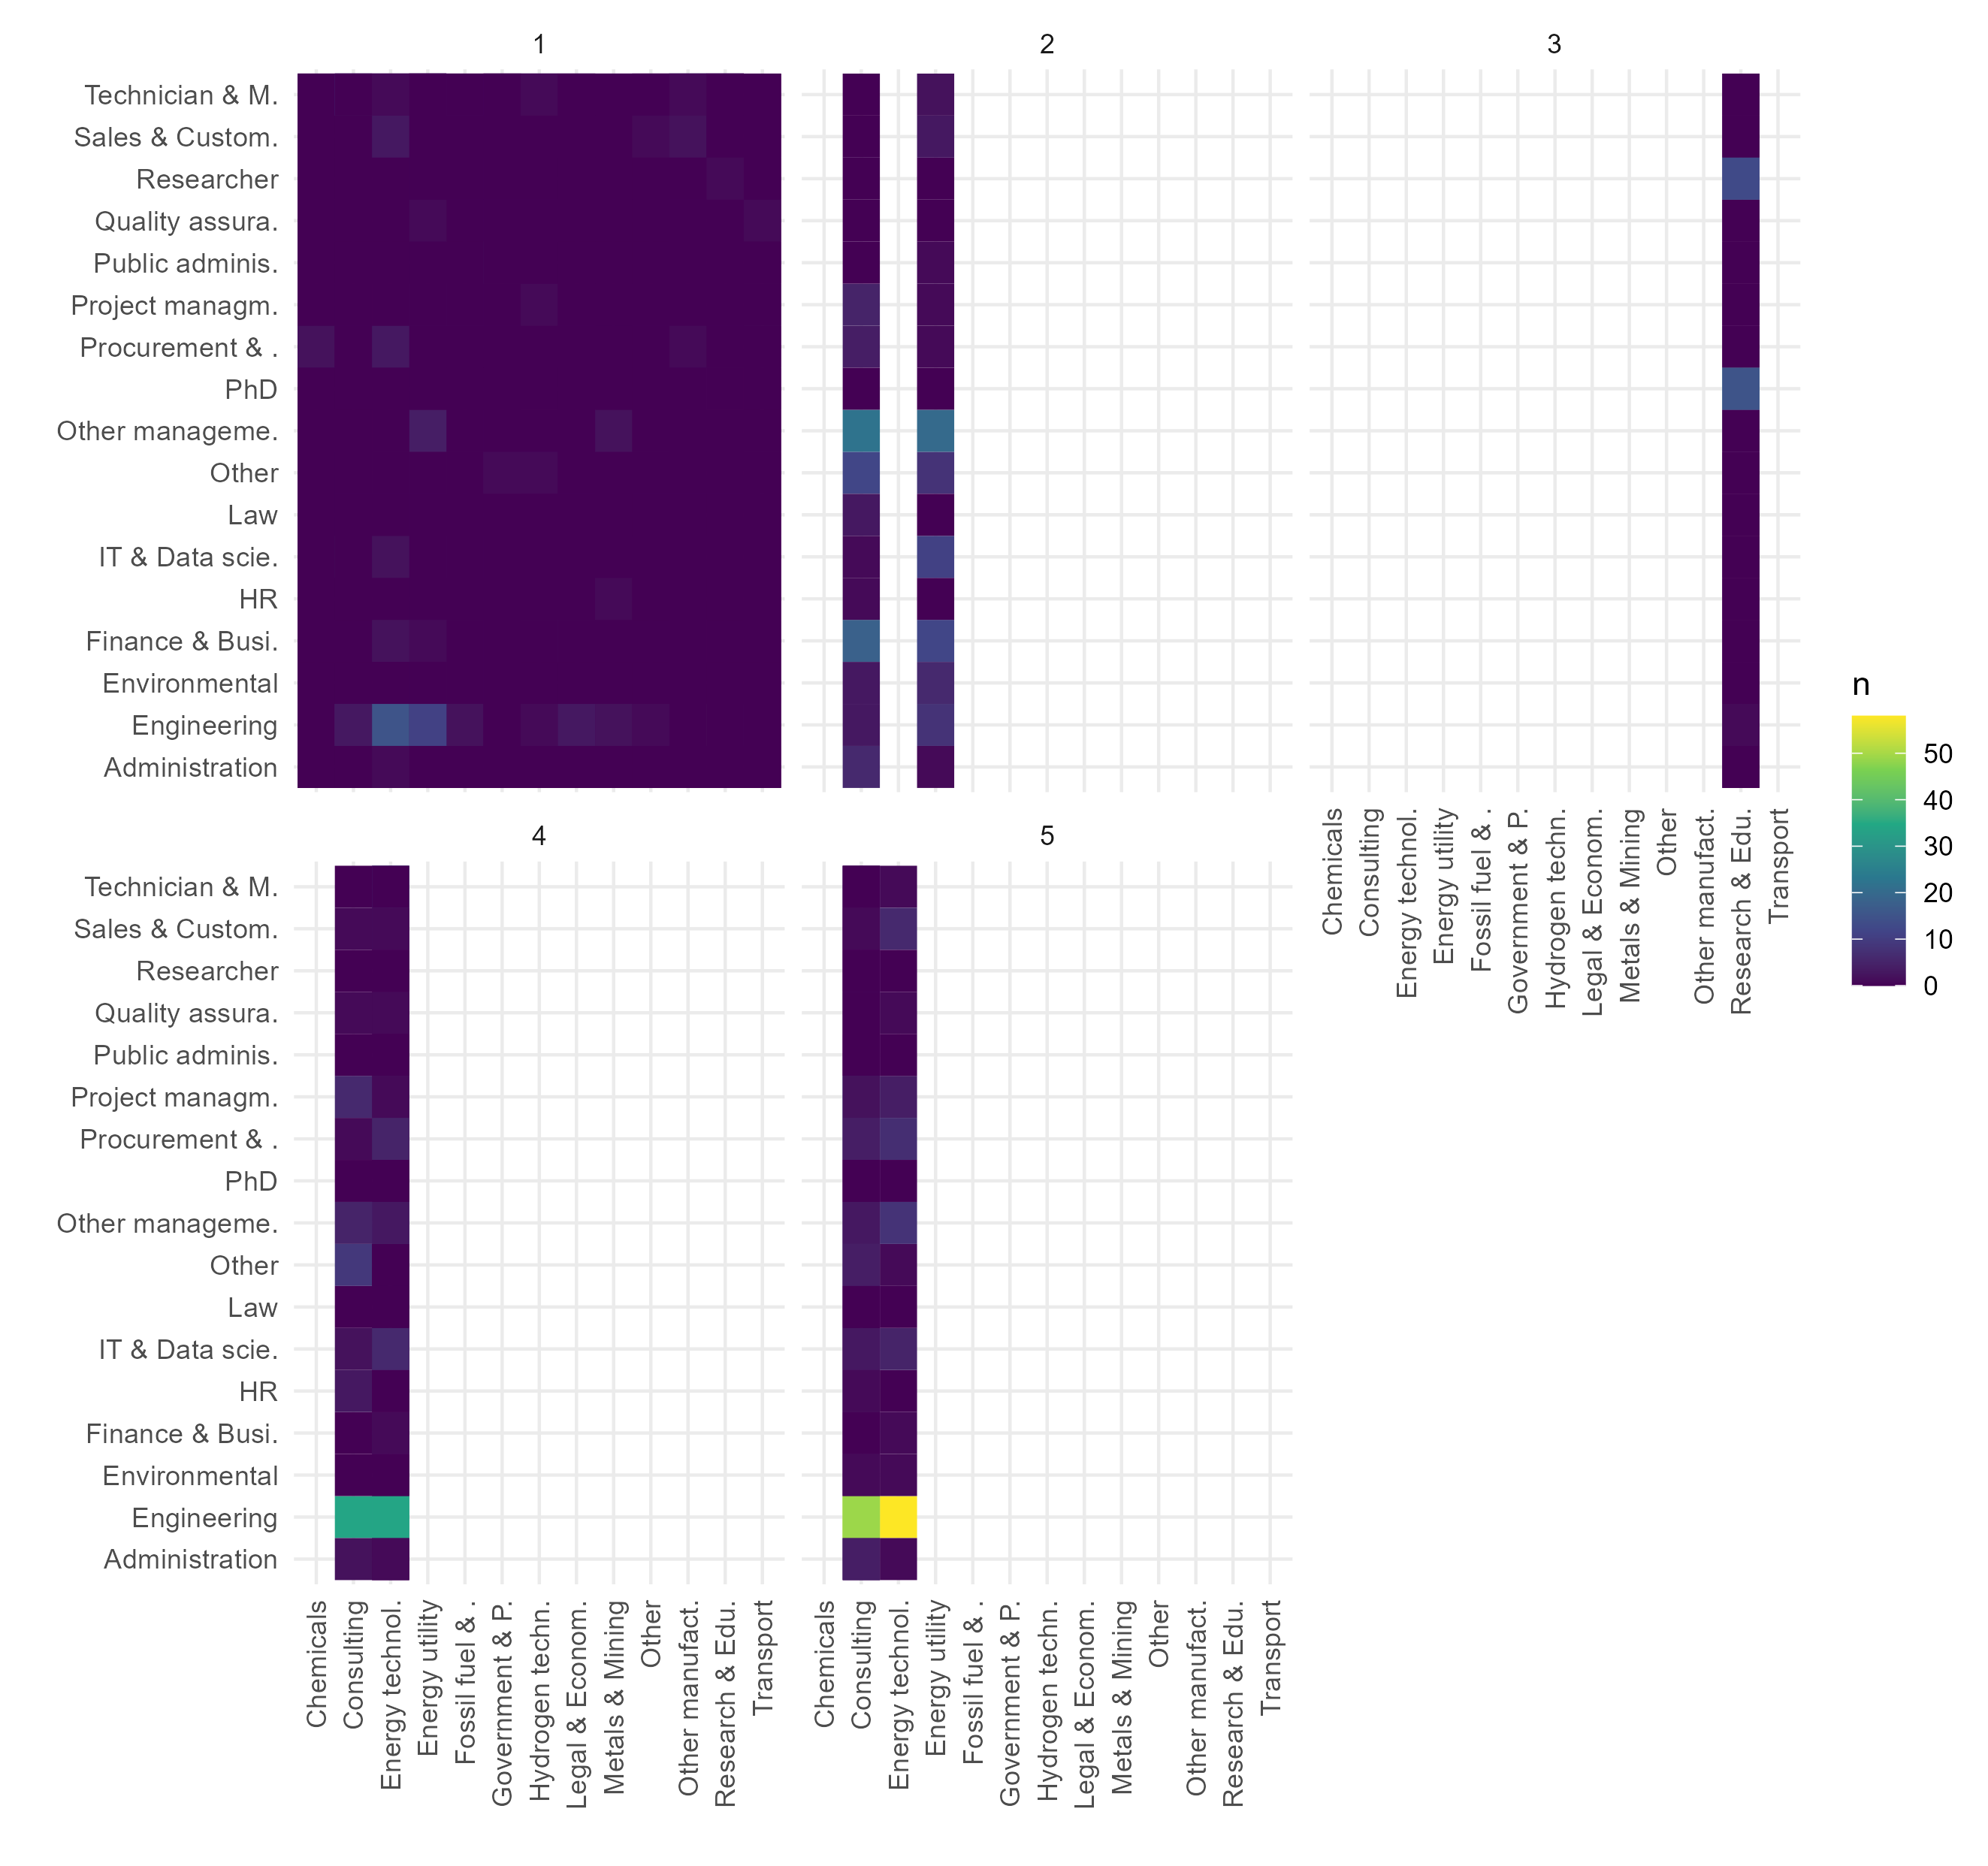 1
2
3
Technician & M.
Sales & Custom.
Researcher
Quality assura.
Public adminis.
Project managm.
Procurement & .
PhD
Other manageme.
Other
Law
IT & Data scie.
HR
Finance & Busi.
Environmental
Engineering
Administration
Chemicals
Consulting
Energy technol.
Energy utility
Fossil fuel & .
Government & P.
Hydrogen techn.
Legal & Econom.
Metals & Mining
Other
Other manufact.
Research & Edu.
Transport
n
50
40
30
20
10
0
4
5
Technician & M.
Sales & Custom.
Researcher
Quality assura.
Public adminis.
Project managm.
Procurement & .
PhD
Other manageme.
Other
Law
IT & Data scie.
HR
Finance & Busi.
Environmental
Engineering
Administration
Chemicals
Consulting
Energy technol.
Energy utility
Fossil fuel & .
Government & P.
Hydrogen techn.
Legal & Econom.
Metals & Mining
Other
Other manufact.
Research & Edu.
Transport
Chemicals
Consulting
Energy technol.
Energy utility
Fossil fuel & .
Government & P.
Hydrogen techn.
Legal & Econom.
Metals & Mining
Other
Other manufact.
Research & Edu.
Transport